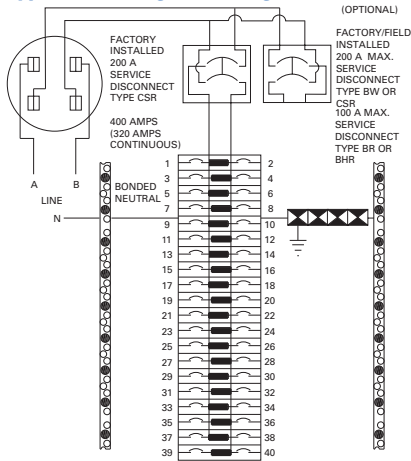 (OPTIONAL)
FACTORY
INSTALLED
200 A
SERVICE
DISCONNECT
TYPE CSR
400 AMPS
(320 AMPS
CONTINUOUS)
FACTORY/FIELD
INSTALLED
200 A MAX.
SERVICE
DISCONNECT
TYPE BW OR
CSR
100 A MAX.
SERVICE
DISCONNECT
TYPE BR OR
BHR
A B
LINE
N
BONDED
NEUTRAL
1 2
3 4
5 6
7 8
9 10
11 12
13 14
15 16
17 18
19 20
21 22
23 24
25 26
27 28
29 30
31 32
33 34
35 36
37 38
39 40